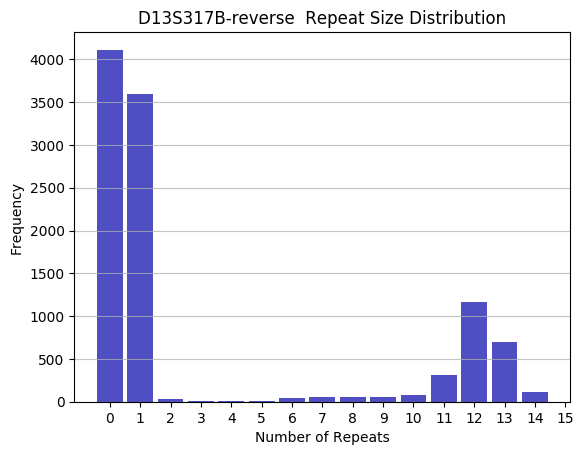 D13S317B-reverse  Repeat Size Distribution
Frequency
4000
3500
3000
2500
2000
1500
1000
500
0
0 1 2 3 4 5 6 7 8 9 10 11 12 13 14 15
Number of Repeats